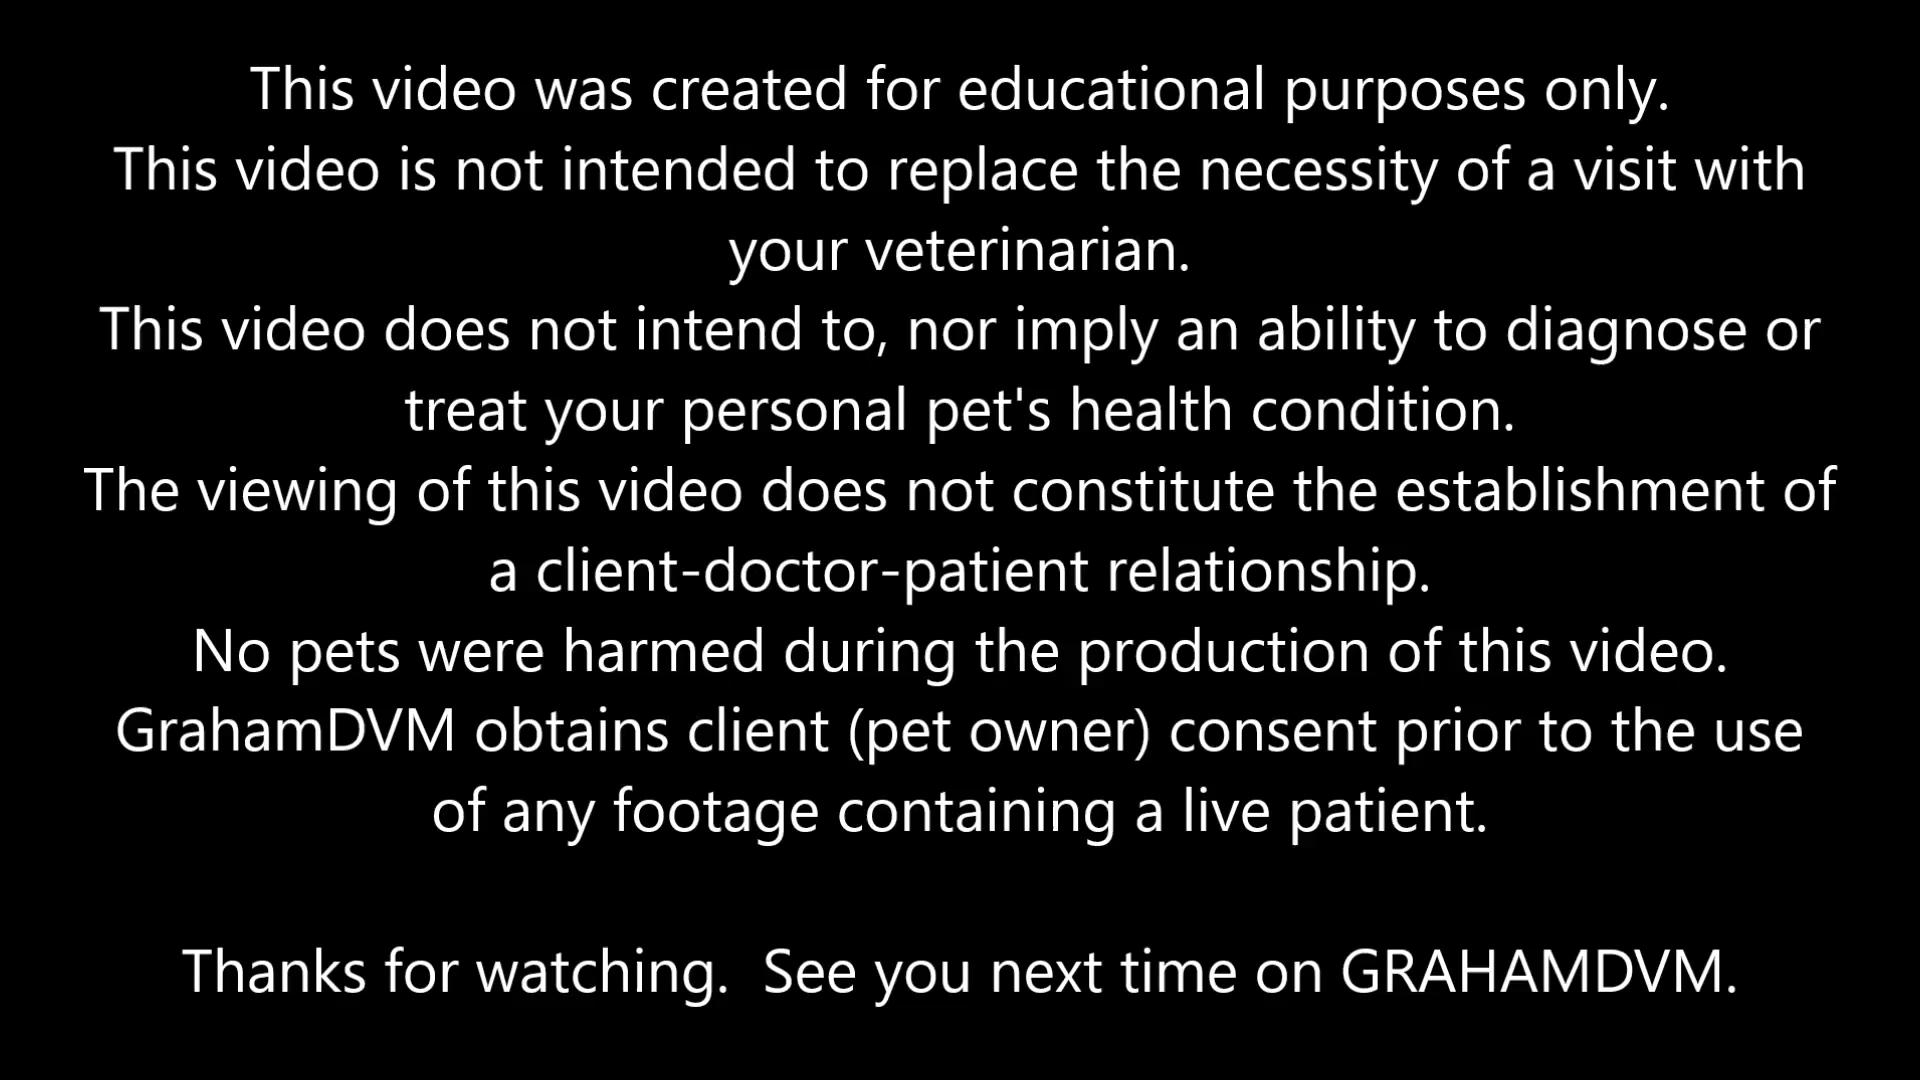 This video was created for educational purposes only.
This video is not intended to replace the necessity of a visit with
your veterinarian.
This video does not intend to, nor imply an ability to diagnose or
treat your personal pet's health condition.
The viewing of this video does not constitute the establishment of
a client-doctor-patient relationship.
No pets were harmed during the production of this video.
GrahamDVM obtains client (pet owner) consent prior to the use
of any footage containing a live patient.
Thanks for watching.  See you next time on GRAHAMDVM.